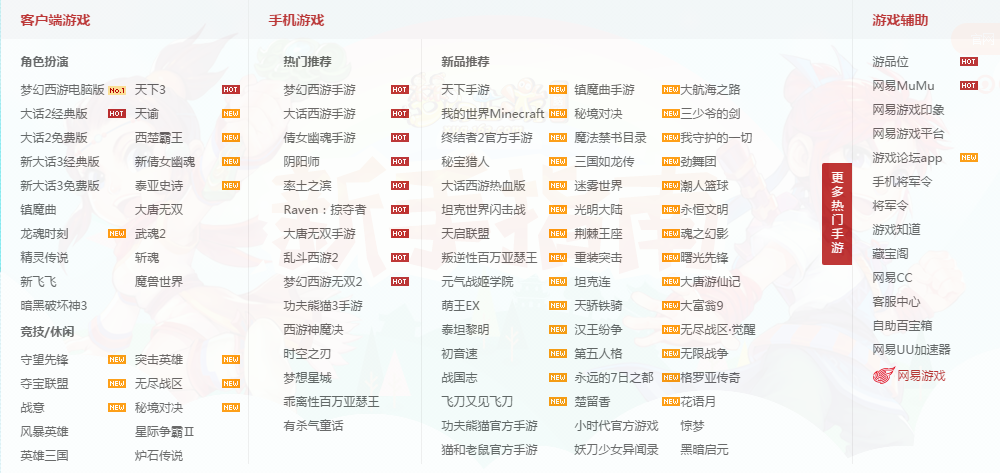 客户端游戏
角色扮演
梦幻西游电脑版 No.1 天下3 HOT
大话2经典版 HOT 天谕 NEW
大话2免费版 西楚霸王 NEW
新大话3经典版 新倩女幽魂 NEW
新大话3免费版 泰亚史诗 NEW
镇魔曲 大唐无双
龙魂时刻 NEW 武魂2
精灵传说 斩魂
新飞飞 魔兽世界
暗黑破坏神3
竞技/休闲
守望先锋 NEW 突击英雄 NEW
夺宝联盟 NEW 无尽战区 NEW
战意 NEW 秘境对决 NEW
风暴英雄 星际争霸Ⅱ
英雄三国 炉石传说
手机游戏
热门推荐
梦幻西游手游 HOT
大话西游手游 HOT
倩女幽魂手游 HOT
阴阳师 HOT
率土之滨 HOT
Raven：掠夺者 HOT
大唐无双手游 HOT
乱斗西游2 HOT
梦幻西游无双2 HOT
功夫熊猫3手游
西游神魔决
时空之刃
梦想星城
乖离性百万亚瑟王
有杀气童话
新品推荐
天下手游 NEW 镇魔曲手游 NEW 大航海之路
我的世界Minecraft NEW 秘境对决 NEW 三少爷的剑
终结者2官方手游 NEW 魔法禁书目录 NEW 我守护的一切
秘宝猎人 NEW 三国如龙传 NEW 劲舞团
大话西游热血版 NEW 迷雾世界 NEW 潮人篮球
坦克世界闪击战 NEW 光明大陆 NEW 永恒文明
天启联盟 NEW 荆棘王座 NEW 魂之幻影
叛逆性百万亚瑟王 NEW 重装突击 NEW 曙光先锋
元气战姬学院 NEW 坦克连 NEW 大唐游仙记
萌王EX NEW 天骄铁骑 NEW 大富翁9
泰坦黎明 NEW 汉王纷争 NEW 无尽战区·觉醒
初音速 NEW 第五人格 NEW 无限战争
战国志 NEW 永远的7日之都 NEW 格罗亚传奇
飞刀又见飞刀 NEW 楚留香 NEW 花语月
功夫熊猫官方手游 小时代官方游戏 惊梦
猫和老鼠官方手游 妖刀少女异闻录 黑暗启元
更多热门手游
游戏辅助
游品位 HOT
网易MuMu HOT
网易游戏印象
网易游戏平台
游戏论坛app NEW
手机将军令
将军令
游戏知道
藏宝阁
网易CC
客服中心
自助百宝箱
网易UU加速器
网易游戏
新手指南